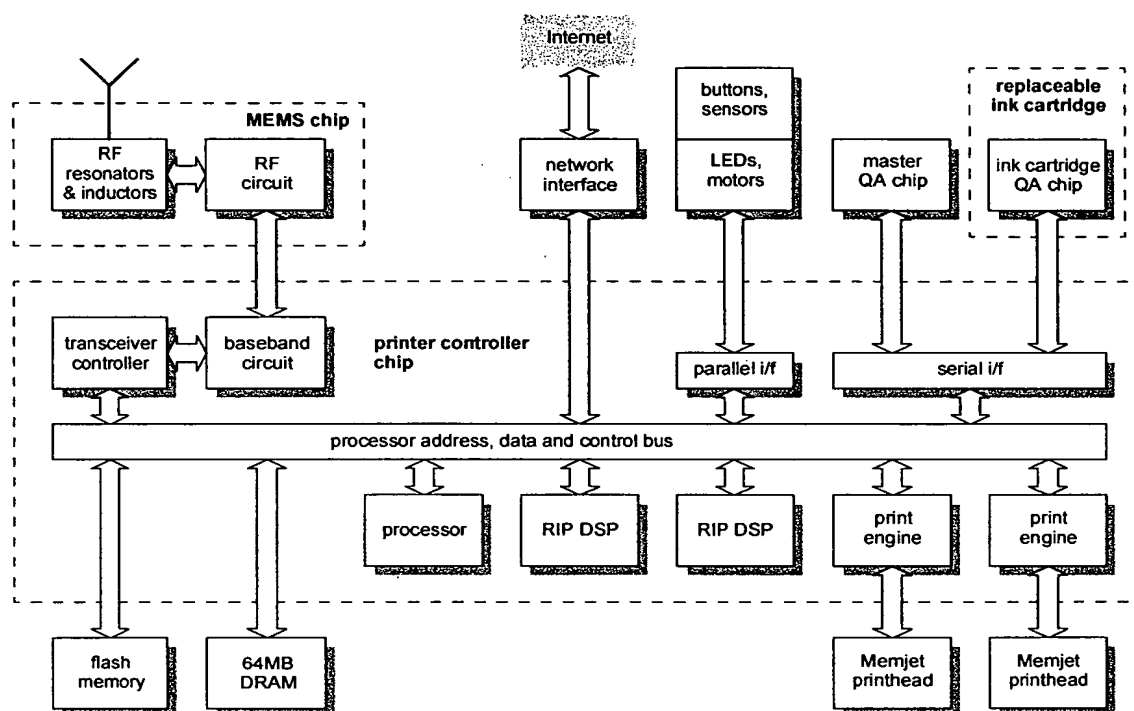 Internet
MEMS chip
RF
resonators
& inductors
RF
circuit
network
interface
buttons,
sensors
LEDs,
motors
master
QA chip
replaceable
ink cartridge
ink cartridge
QA chip
transceiver
controller
baseband
circuit
printer controller
chip
parallel i/f
serial i/f
processor address, data and control bus
processor
RIP DSP
RIP DSP
print
engine
print
engine
flash
memory
64MB
DRAM
Memjet
printhead
Memjet
printhead